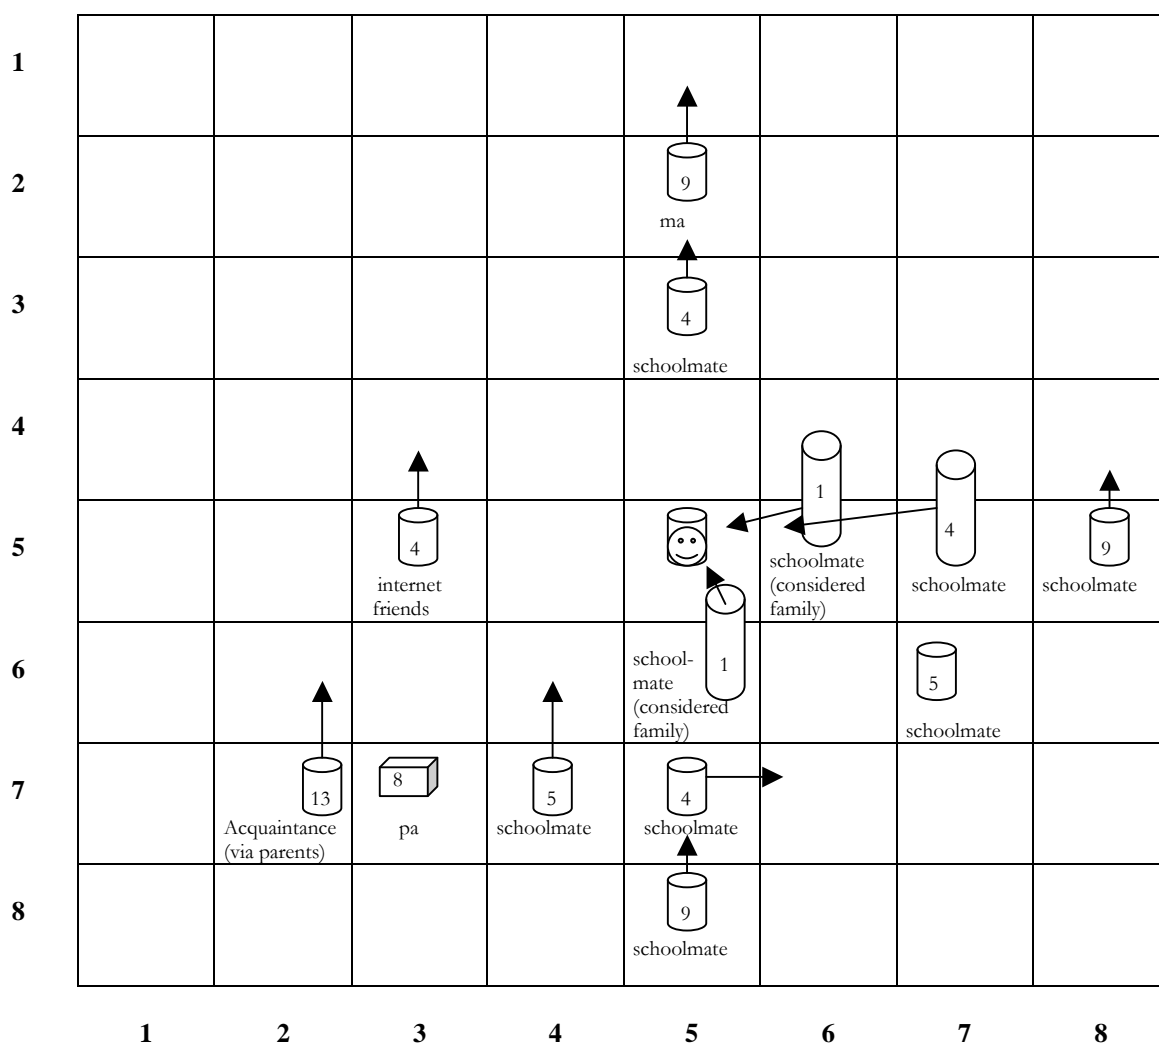 1
2
9
ma
3
4
schoolmate
4
1
4
5
4
internet
friends
schoolmate
(considered
family)
schoolmate
9
schoolmate
6
school-
mate
(considered
family)
1
5
schoolmate
7
13
Acquaintance
(via parents)
8
pa
5
schoolmate
4
schoolmate
8
9
schoolmate
1 2 3 4 5 6 7 8